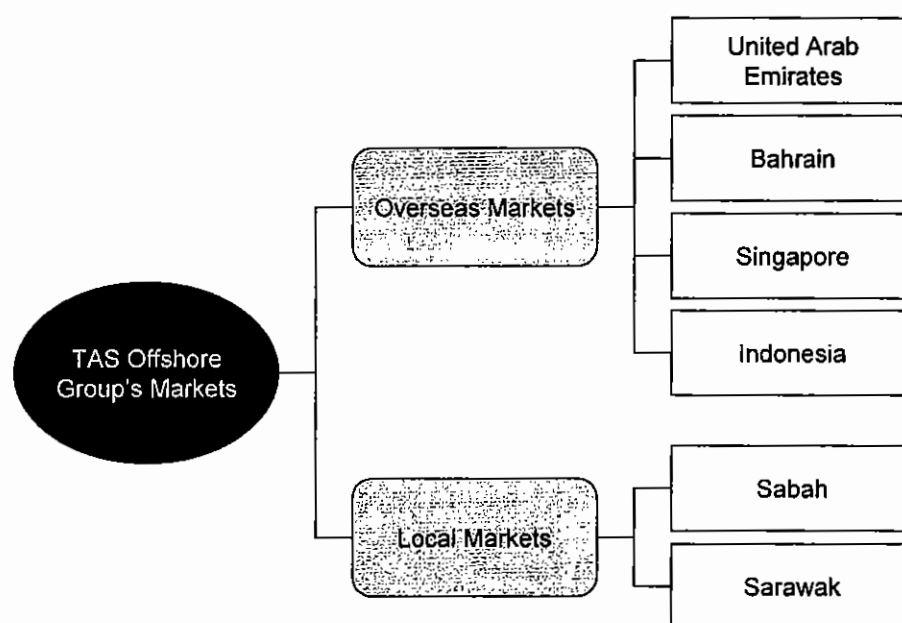 United Arab
Emirates
Bahrain
Overseas Markets
Singapore
Indonesia
TAS Offshore
Group's Markets
Sabah
Local Markets
Sarawak